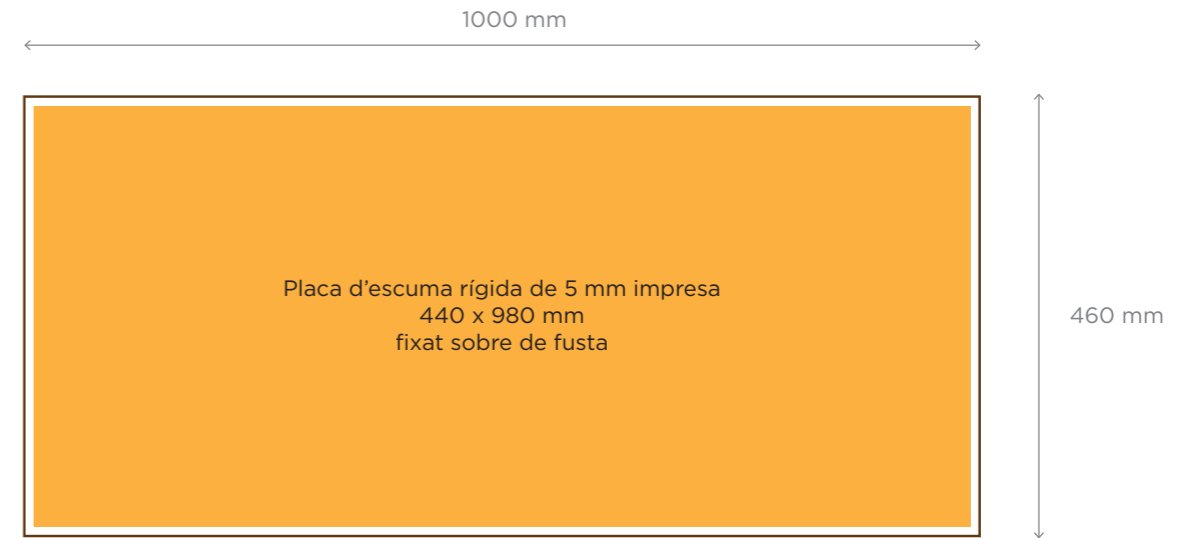 1000 mm
Placa d’escuma rígida de 5 mm impresa
440 x 980 mm
fixat sobre de fusta
460 mm